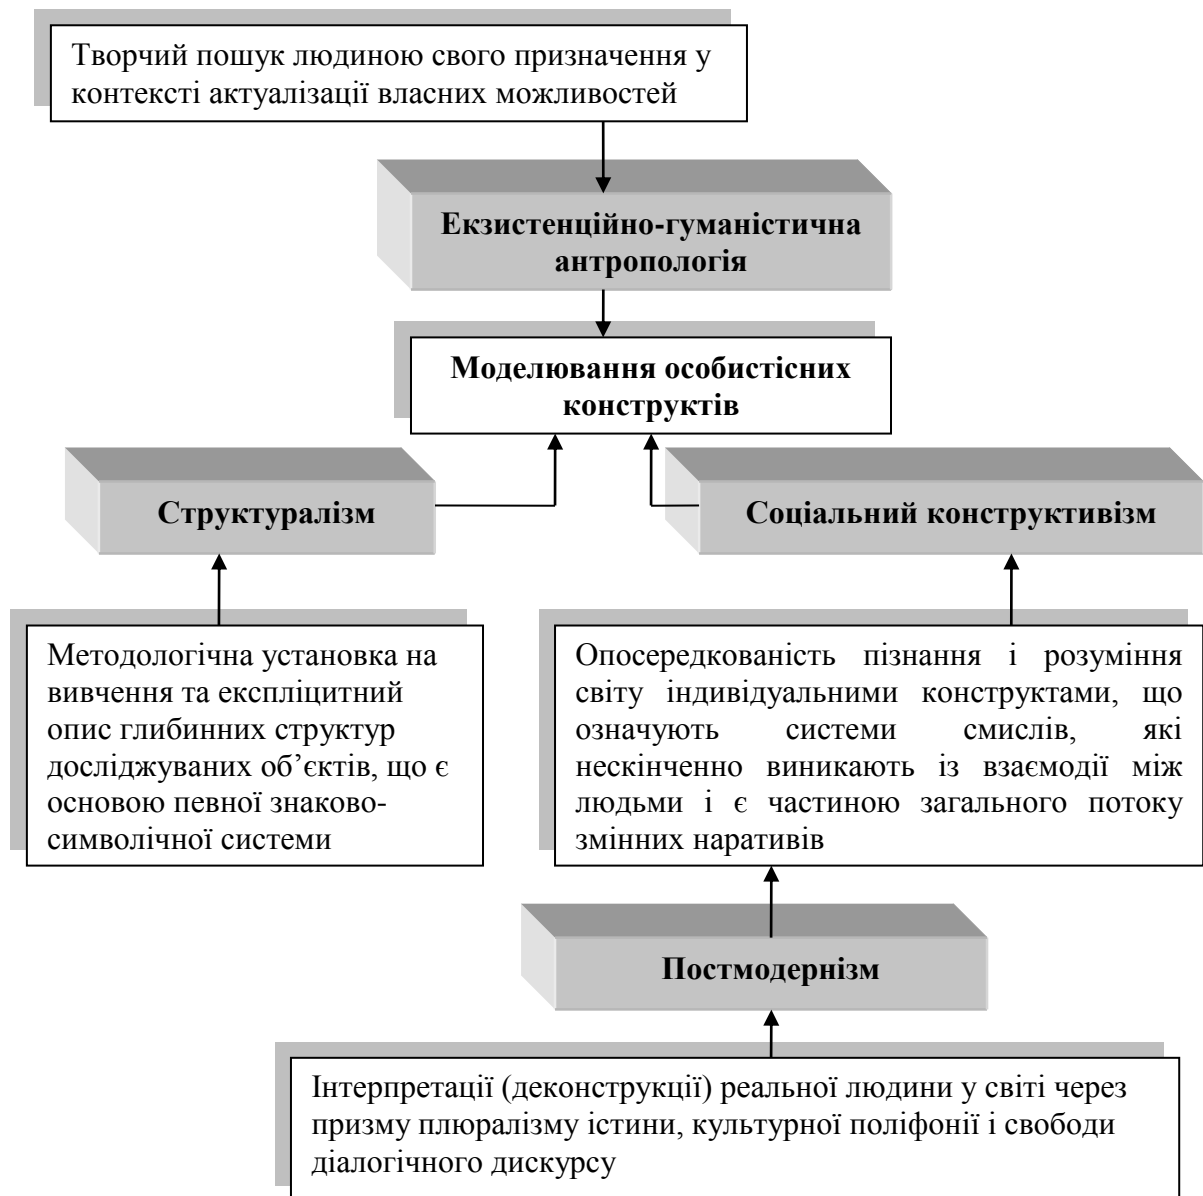 Творчий пошук людиною свого призначення у
контексті актуалізації власних можливостей
Екзистенційно-гуманістична
антропологія
Моделювання особистісних
конструктів
Структуралізм
Соціальний конструктивізм
Методологічна установка на
вивчення та експліцитний
опис глибинних структур
досліджуваних об’єктів, що є
основою певної знаково-
символічної системи
Опосередкованість пізнання і розуміння
світу індивідуальними конструктами, що
означують системи смислів, які
нескінченно виникають із взаємодії між
людьми і є частиною загального потоку
змінних наративів
Постмодернізм
Інтерпретації (деконструкції) реальної людини у світі через
призму плюралізму істини, культурної поліфонії і свободи
діалогічного дискурсу